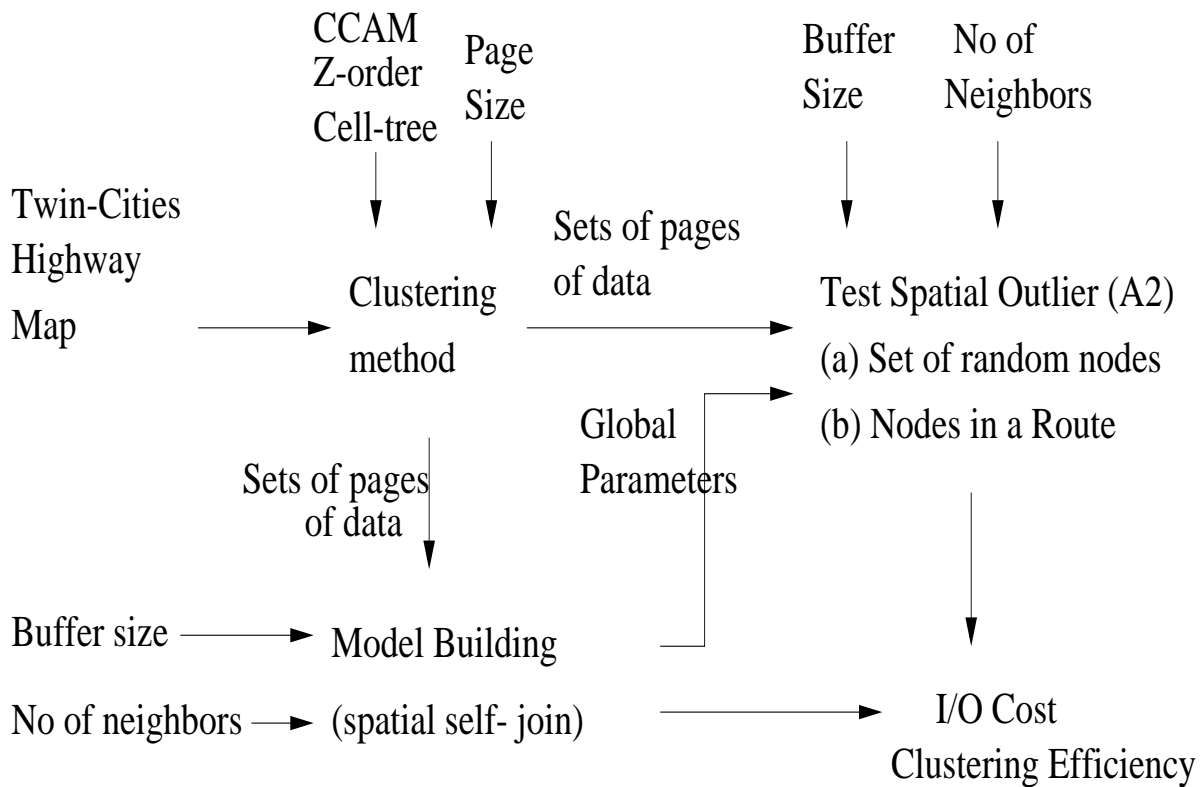 CCAM
Z-order
Cell-tree
Page
Size
Buffer
Size
No of
Neighbors
Twin-Cities
Highway
Map
Clustering
method
Sets of pages
of data
Test Spatial Outlier (A2)
(a) Set of random nodes
(b) Nodes in a Route
Global
Parameters
Sets of pages
of data
Buffer size
No of neighbors
Model Building
(spatial self- join)
I/O Cost
Clustering Efficiency